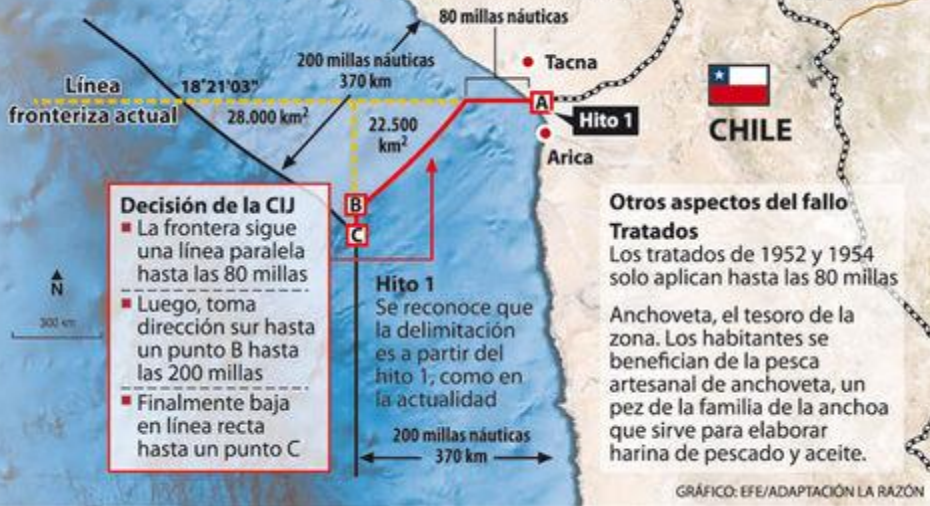 80 millas náuticas
Tacna
200 millas náuticas
370 km
Línea
fronteriza actual
18°21'03"
28.000 km²
22.500
km²
A
Hito 1
Arica
CHILE
B
C
Decisión de la CIJ
La frontera sigue
una línea paralela
hasta las 80 millas
Luego, toma
dirección sur hasta
un punto B hasta
las 200 millas
Finalmente baja
en línea recta
hasta un punto C
N
300 km
Hito 1
Se reconoce que
la delimitación
es a partir del
hito 1, como en
la actualidad
200 millas náuticas
370 km
Otros aspectos del fallo
Tratados
Los tratados de 1952 y 1954
solo aplican hasta las 80 millas
Anchoveta, el tesoro de la
zona. Los habitantes se
benefician de la pesca
artesanal de anchoveta, un
pez de la familia de la anchoa
que sirve para elaborar
harina de pescado y aceite.
GRÁFICO: EFE/ADAPTACIÓN LA RAZÓN